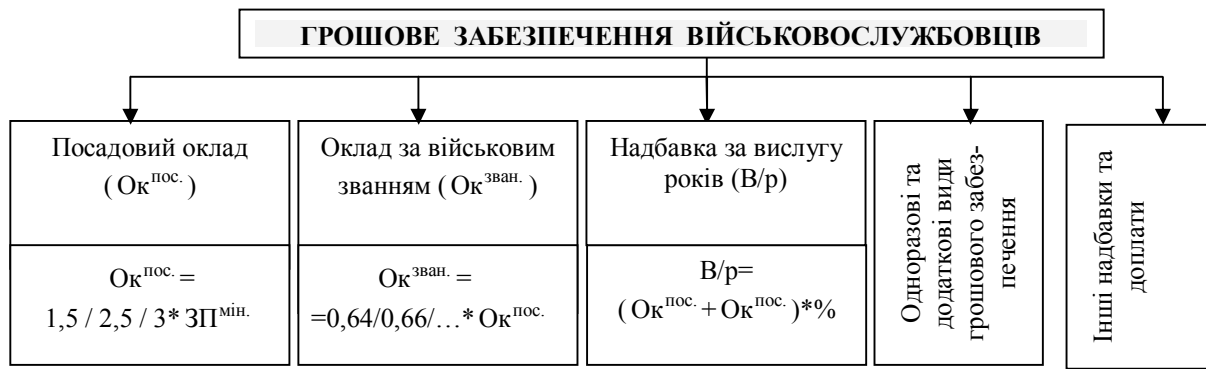 ГРОШОВЕ ЗАБЕЗПЕЧЕННЯ ВІЙСЬКОВОСЛУЖБОВЦІВ
Посадовий оклад
( Ок^пос. )
Ок^пос. =
1,5 / 2,5 / 3* ЗП^мін.
Оклад за військовим
званням ( Ок^зван. )
Ок^зван. =
=0,64/0,66/…* Ок^пос.
Надбавка за вислугу
років (В/р)
В/р=
( Ок^пос. + Ок^пос. )*%
Одноразові та
додаткові види
грошового забез-
печення
Інші надбавки та
доплати